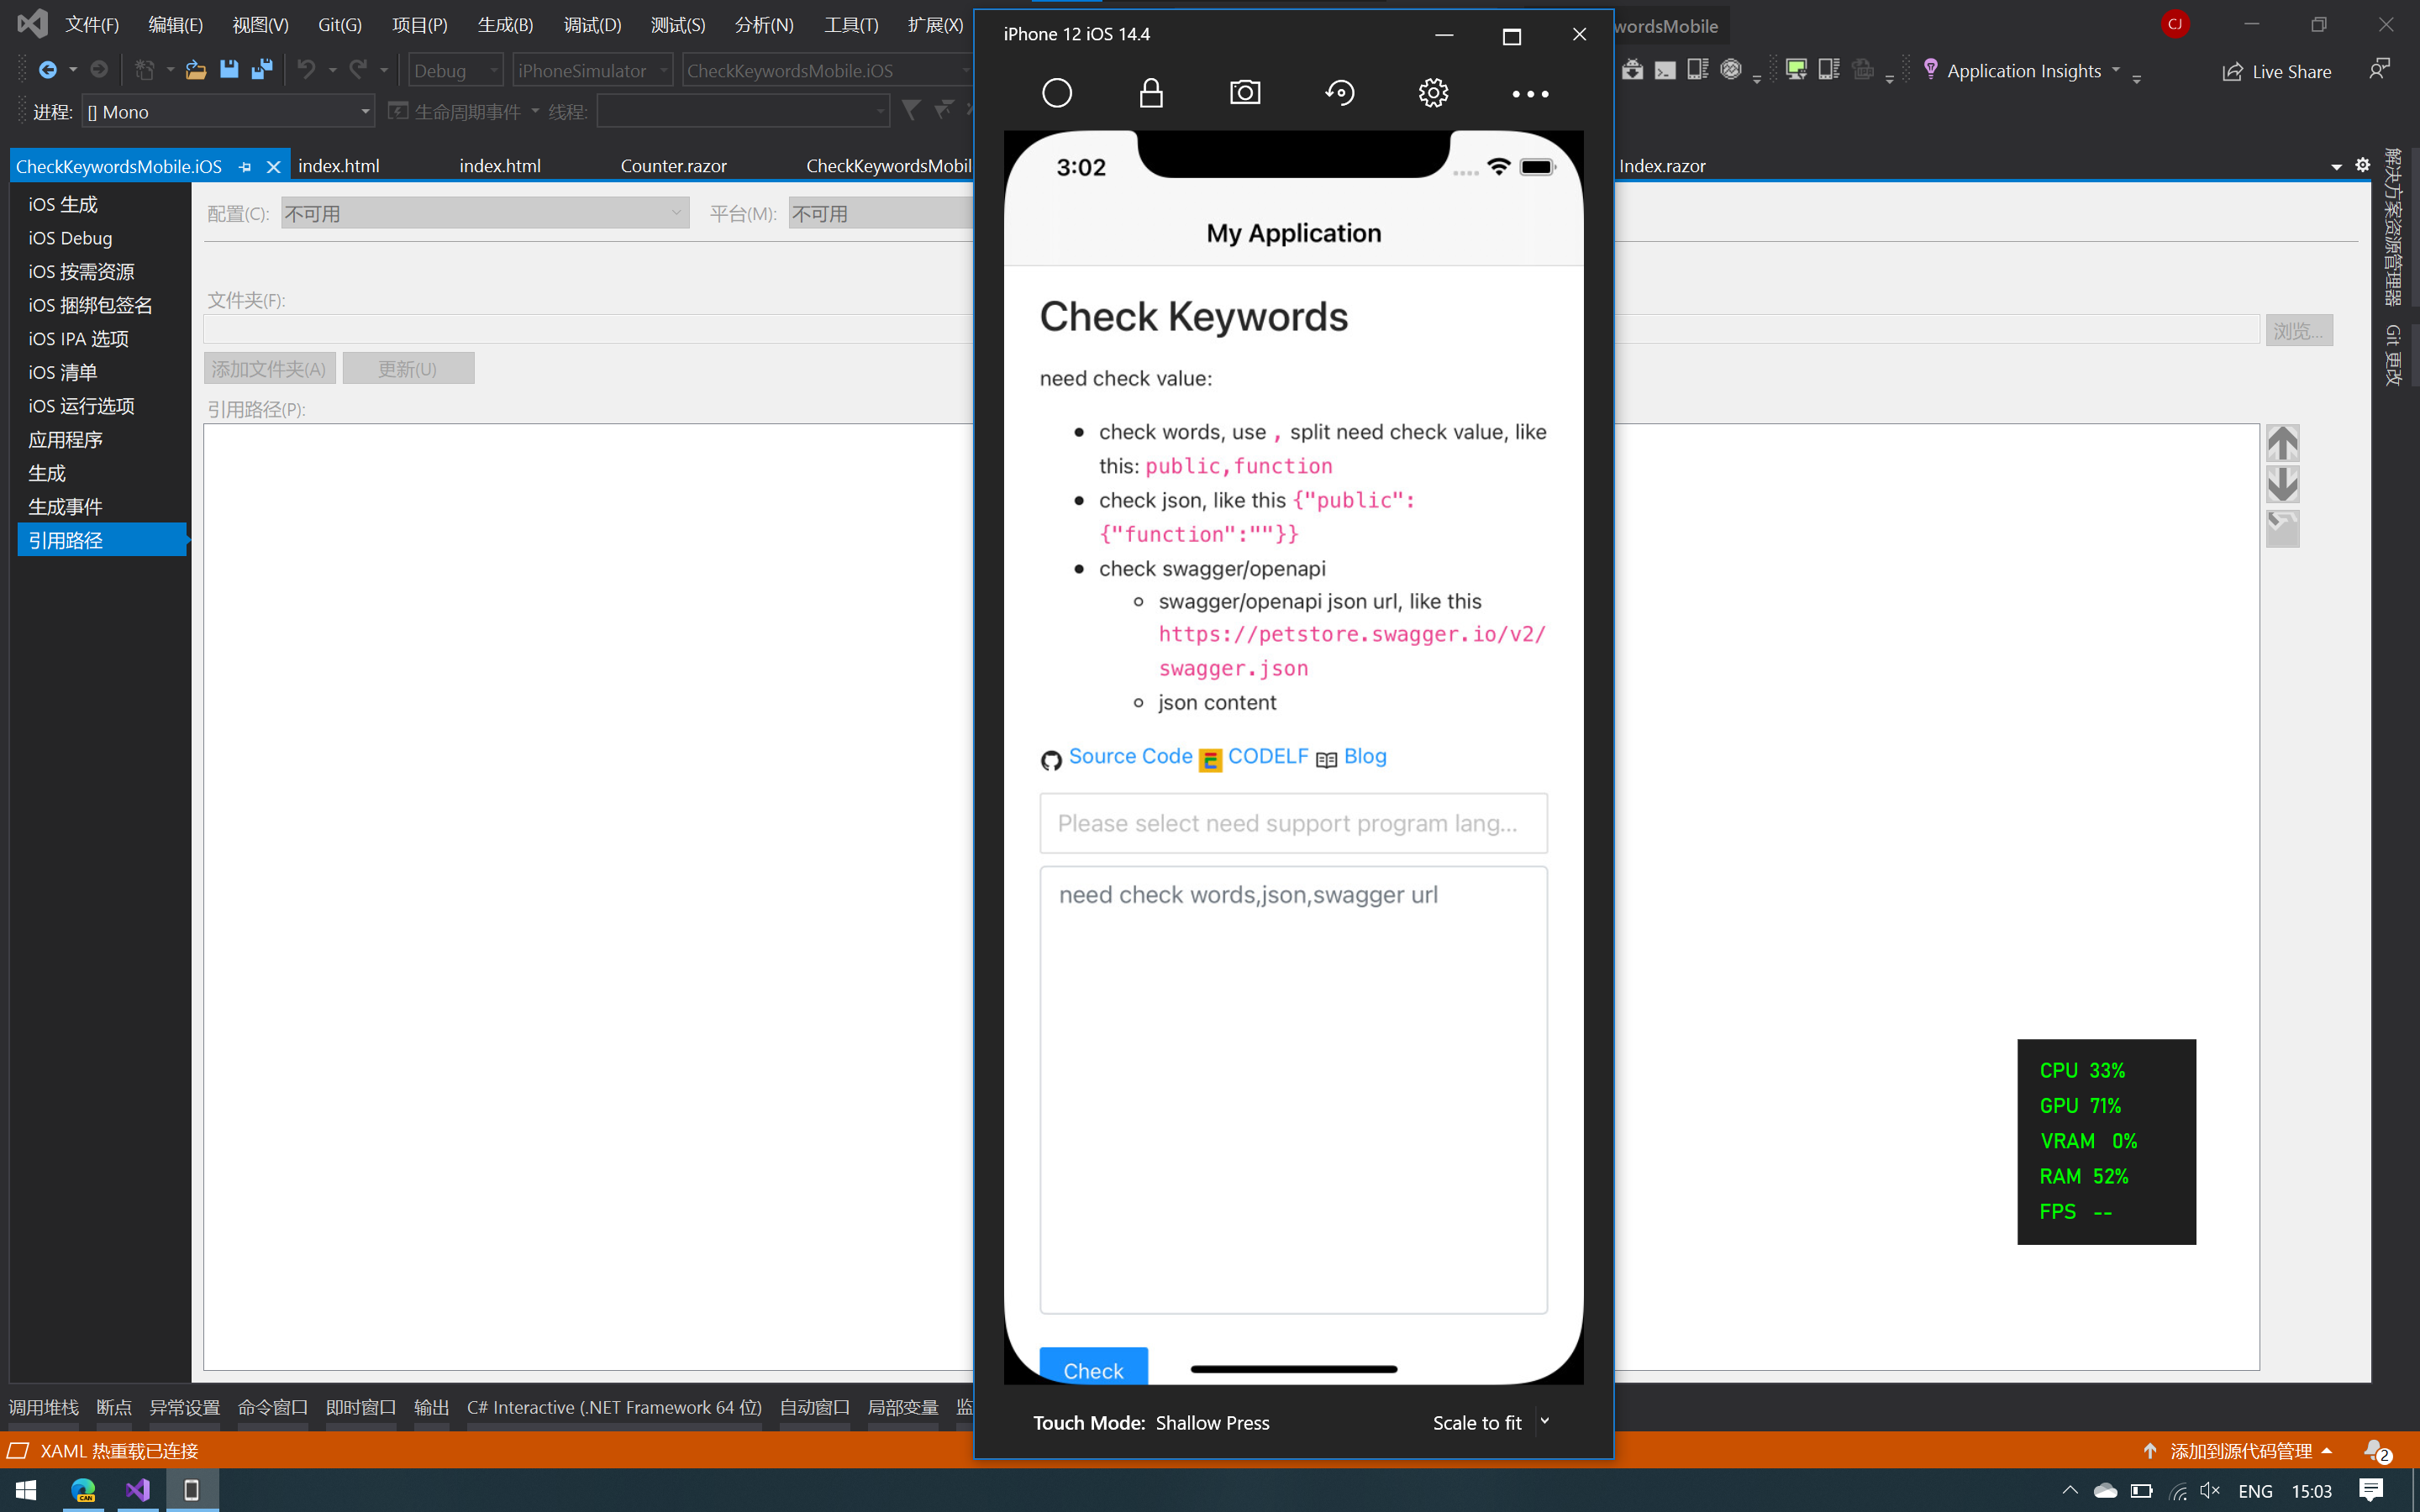 文件(F) 编辑(E) 视图(V) Git(G) 项目(P) 生成(B) 调试(D) 测试(S) 分析(N) 工具(T) 扩展(X)
wordsMobile
CJ
Debug iPhoneSimulator CheckKeywordsMobile.iOS
Application Insights
Live Share
进程: [] Mono 生命周期事件 线程:
CheckKeywordsMobile.iOS index.html index.html Counter.razor CheckKeywordsMobil
Index.razor
解决方案资源管理器
Git 更改
iOS 生成
iOS Debug
iOS 按需资源
iOS 捆绑包签名
iOS IPA 选项
iOS 清单
iOS 运行选项
应用程序
生成
生成事件
引用路径
配置(C): 不可用 平台(M): 不可用
文件夹(F):
浏览...
添加文件夹(A) 更新(U)
引用路径(P):
iPhone 12 iOS 14.4
3:02
My Application
Check Keywords
need check value:
check words, use , split need check value, like
this: public,function
check json, like this {"public":
{"function":""}}
check swagger/openapi
swagger/openapi json url, like this
https://petstore.swagger.io/v2/
swagger.json
json content
Source Code CODELF Blog
Please select need support program lang...
need check words,json,swagger url
Check
Touch Mode: Shallow Press Scale to fit
CPU 33%
GPU 71%
VRAM 0%
RAM 52%
FPS --
调用堆栈 断点 异常设置 命令窗口 即时窗口 输出 C# Interactive (.NET Framework 64 位) 自动窗口 局部变量 监
XAML 热重载已连接
添加到源代码管理
2
CAN
ENG 15:03